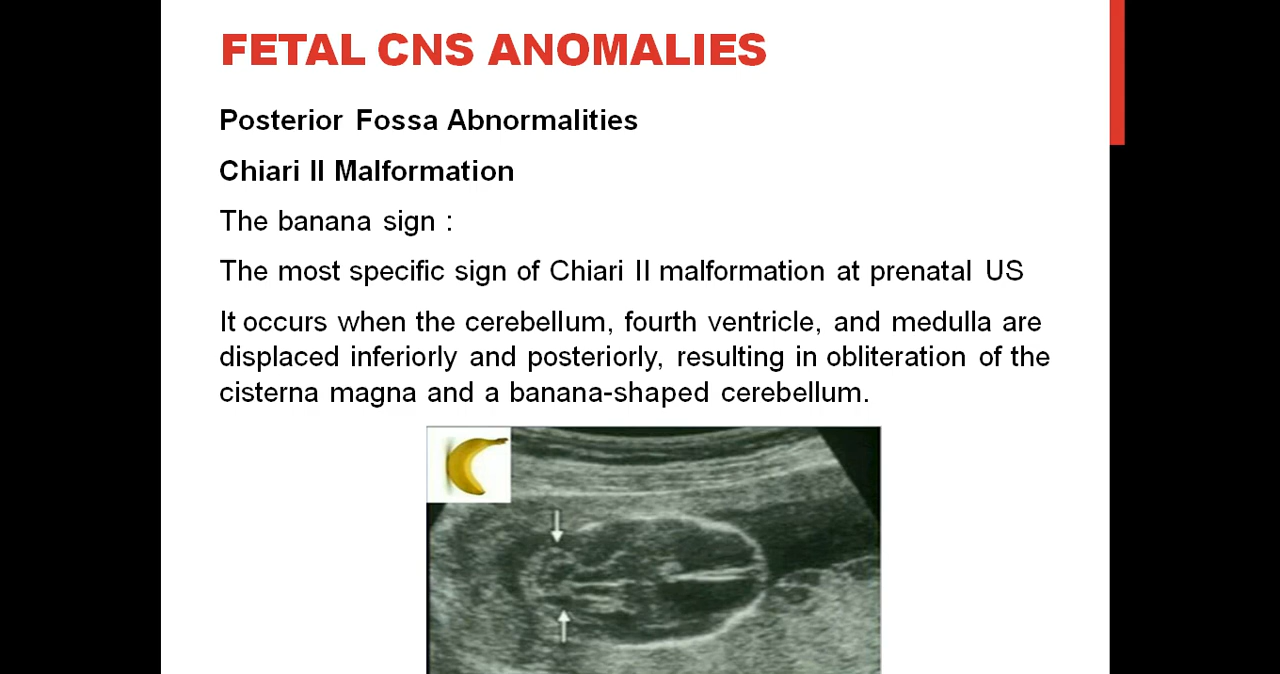 FETAL CNS ANOMALIES
Posterior Fossa Abnormalities
Chiari II Malformation
The banana sign :
The most specific sign of Chiari II malformation at prenatal US
It occurs when the cerebellum, fourth ventricle, and medulla are
displaced inferiorly and posteriorly, resulting in obliteration of the
cisterna magna and a banana-shaped cerebellum.